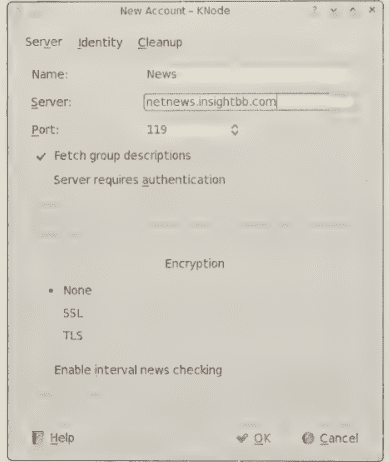 New Account - KNode
Server Identity Cleanup
Name: News
Server: netnews.insightbb.com
Port: 119
Fetch group descriptions
Server requires authentication
Encryption
None
SSL
TLS
Enable interval news checking
Help OK Cancel